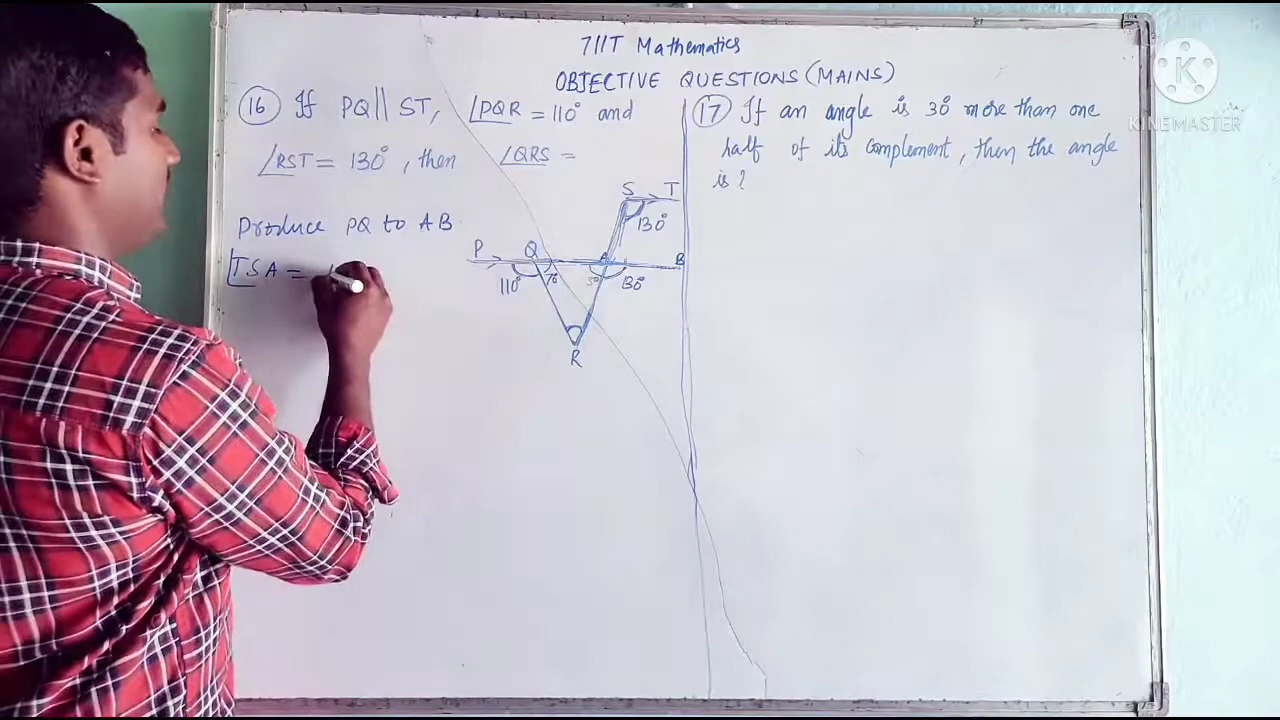 7IIT Mathematics
OBJECTIVE QUESTIONS (MAINS)
K
KINEMASTER
16 If PQ || ST, ∠PQR = 110° and
∠RST = 130°, then ∠QRS =
Produce PQ to AB
∠TSA =
S T
130°
P Q A B
110° 70 50 130°
R
17 If an angle is 30° more than one
half of its complement, then the angle
is?